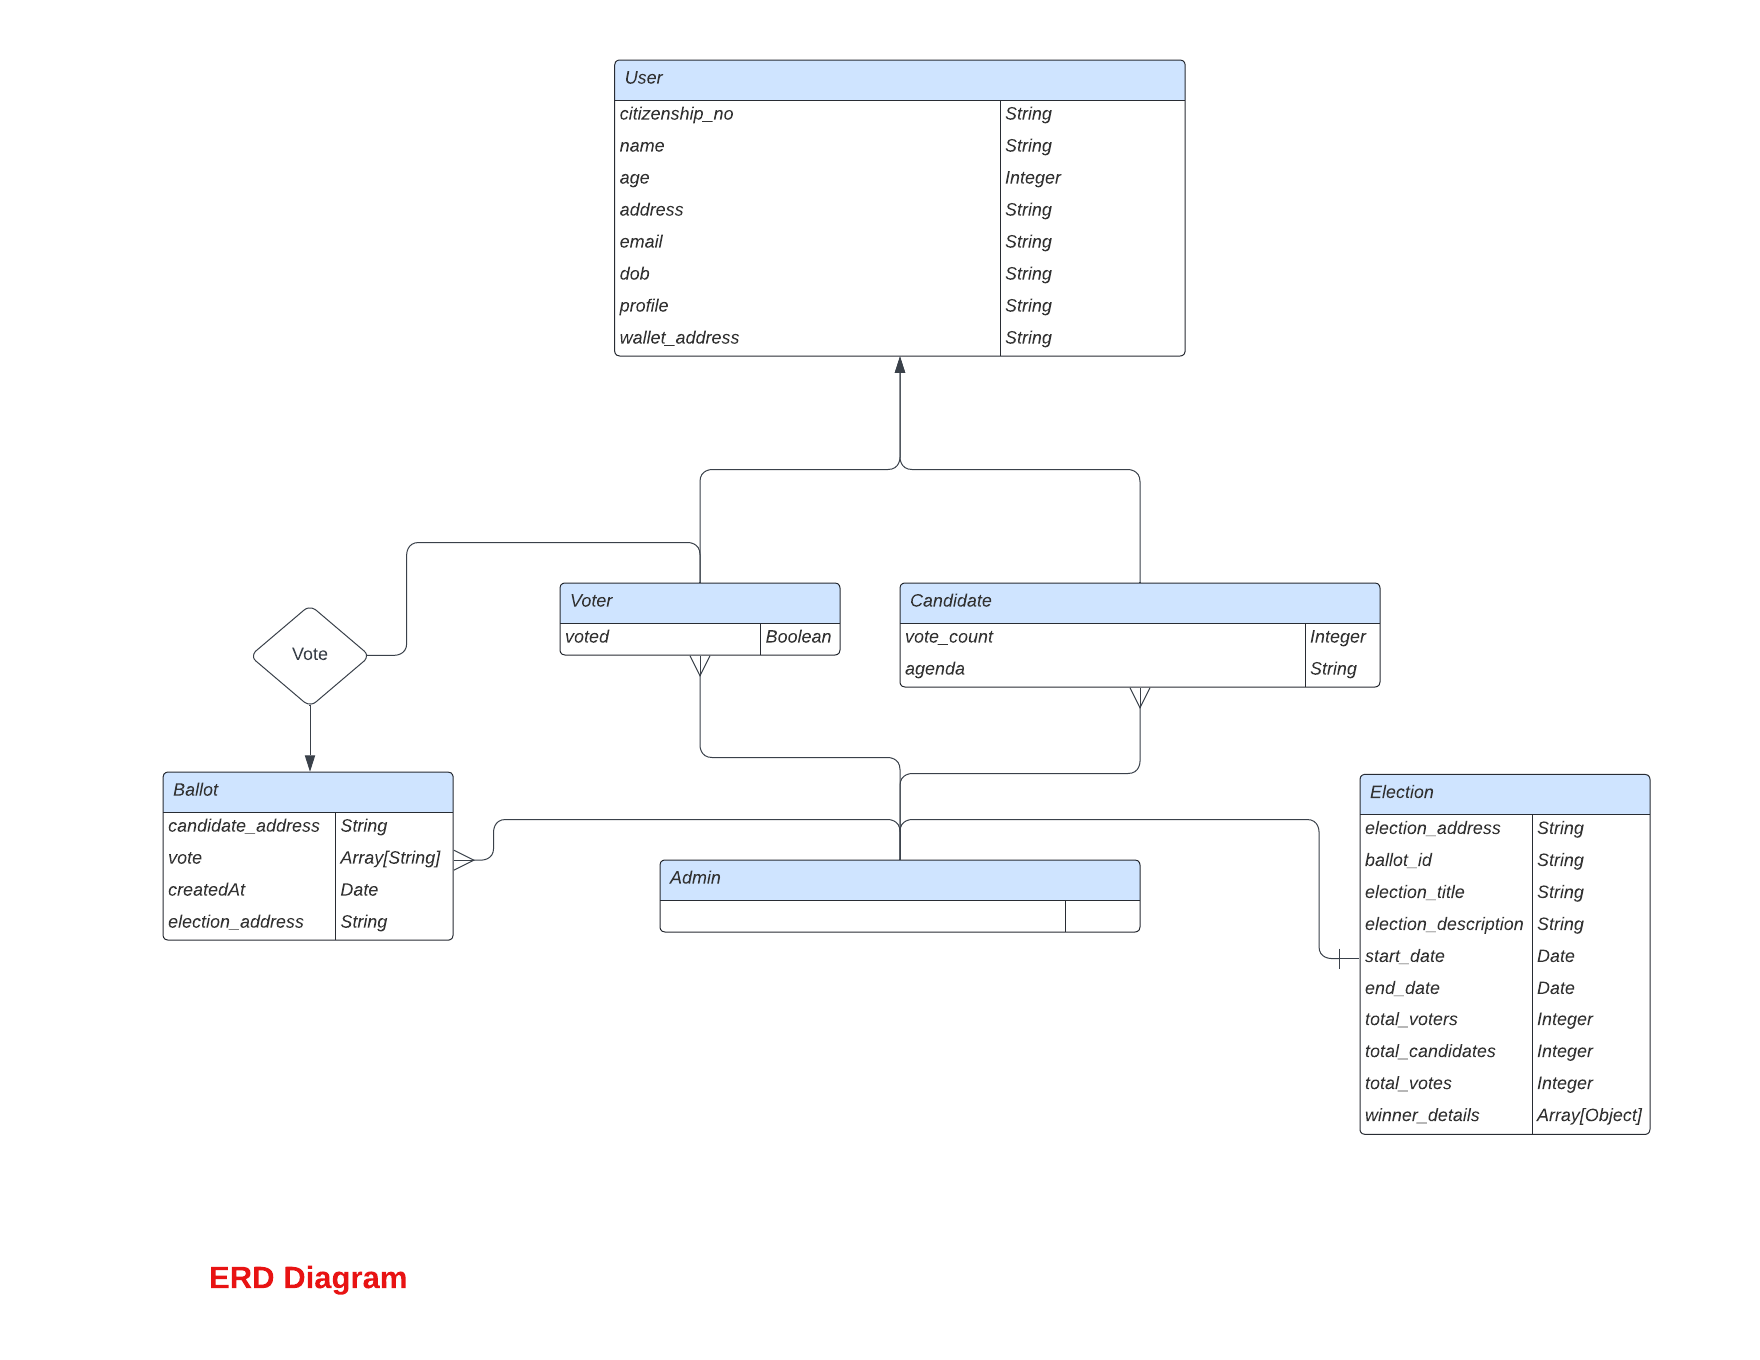 User
citizenship_no String
name String
age Integer
address String
email String
dob String
profile String
wallet_address String
Voter
voted Boolean
Candidate
vote_count Integer
agenda String
Vote
Ballot
candidate_address String
vote Array[String]
createdAt Date
election_address String
Admin
Election
election_address String
ballot_id String
election_title String
election_description String
start_date Date
end_date Date
total_voters Integer
total_candidates Integer
total_votes Integer
winner_details Array[Object]
ERD Diagram